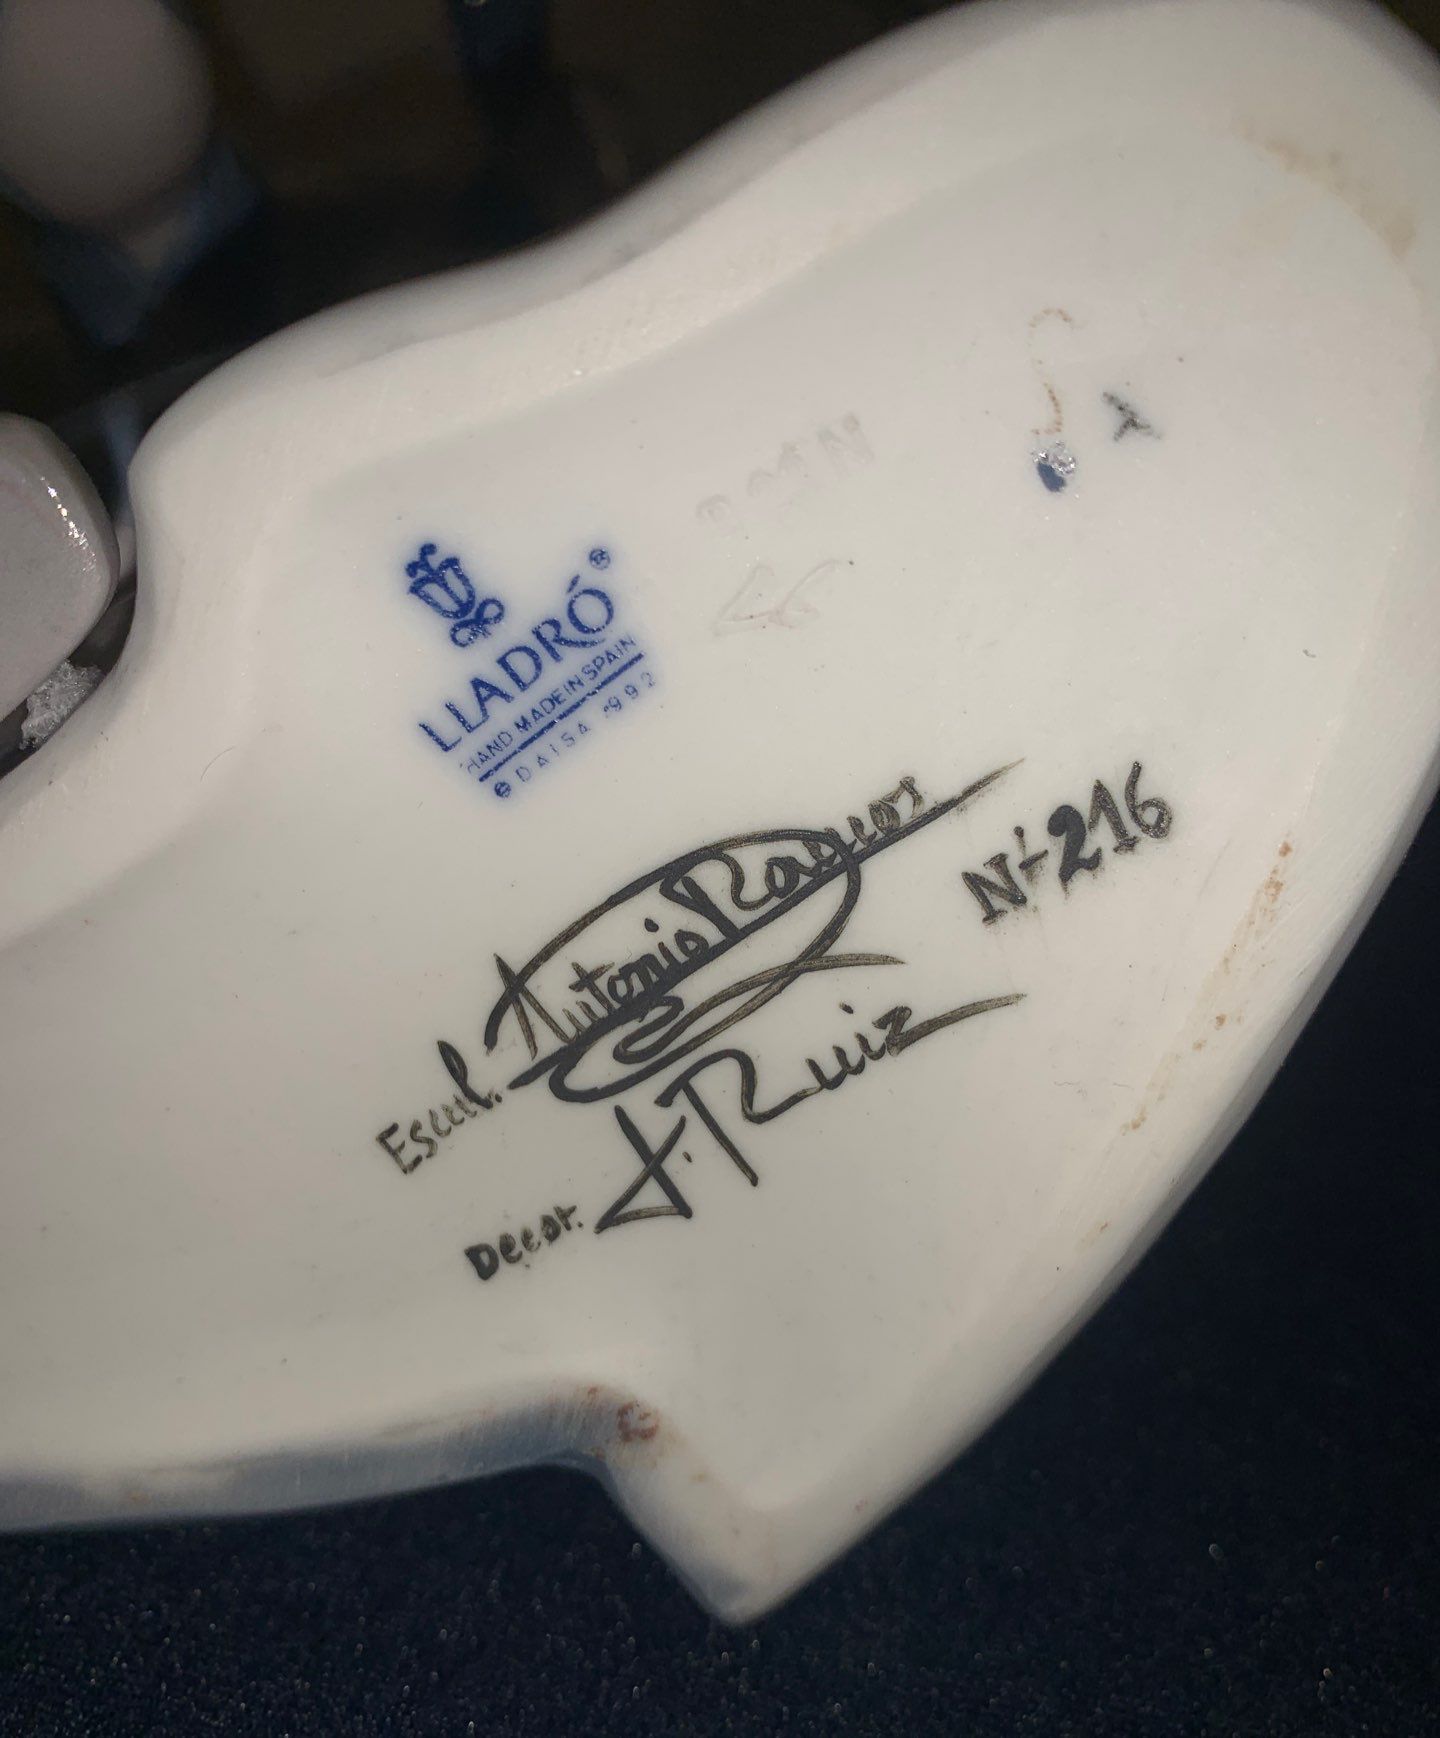 LLADRÓ®
HAND MADE IN SPAIN
© DAISA 1992
Escul. Antonio Ramos
Nº 216
Decor. J. Ruiz